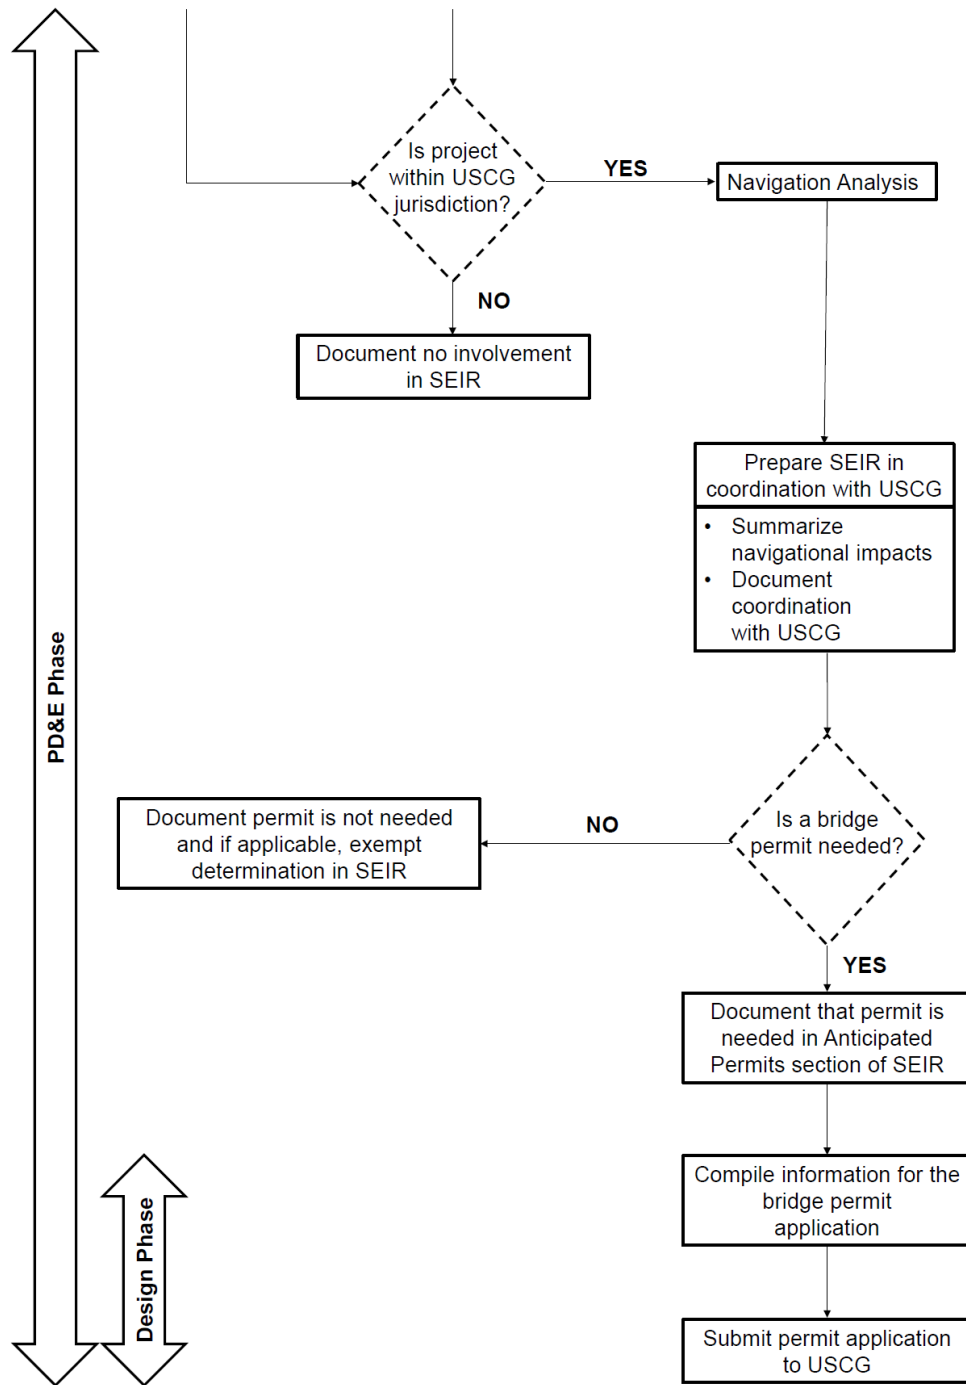 Is project
within USCG
jurisdiction?
YES
Navigation Analysis
NO
Document no involvement
in SEIR
Prepare SEIR in
coordination with USCG
• Summarize
navigational impacts
• Document
coordination
with USCG
PD&E Phase
Is a bridge
permit needed?
NO
Document permit is not needed
and if applicable, exempt
determination in SEIR
YES
Document that permit is
needed in Anticipated
Permits section of SEIR
Compile information for the
bridge permit
application
Design Phase
Submit permit application
to USCG